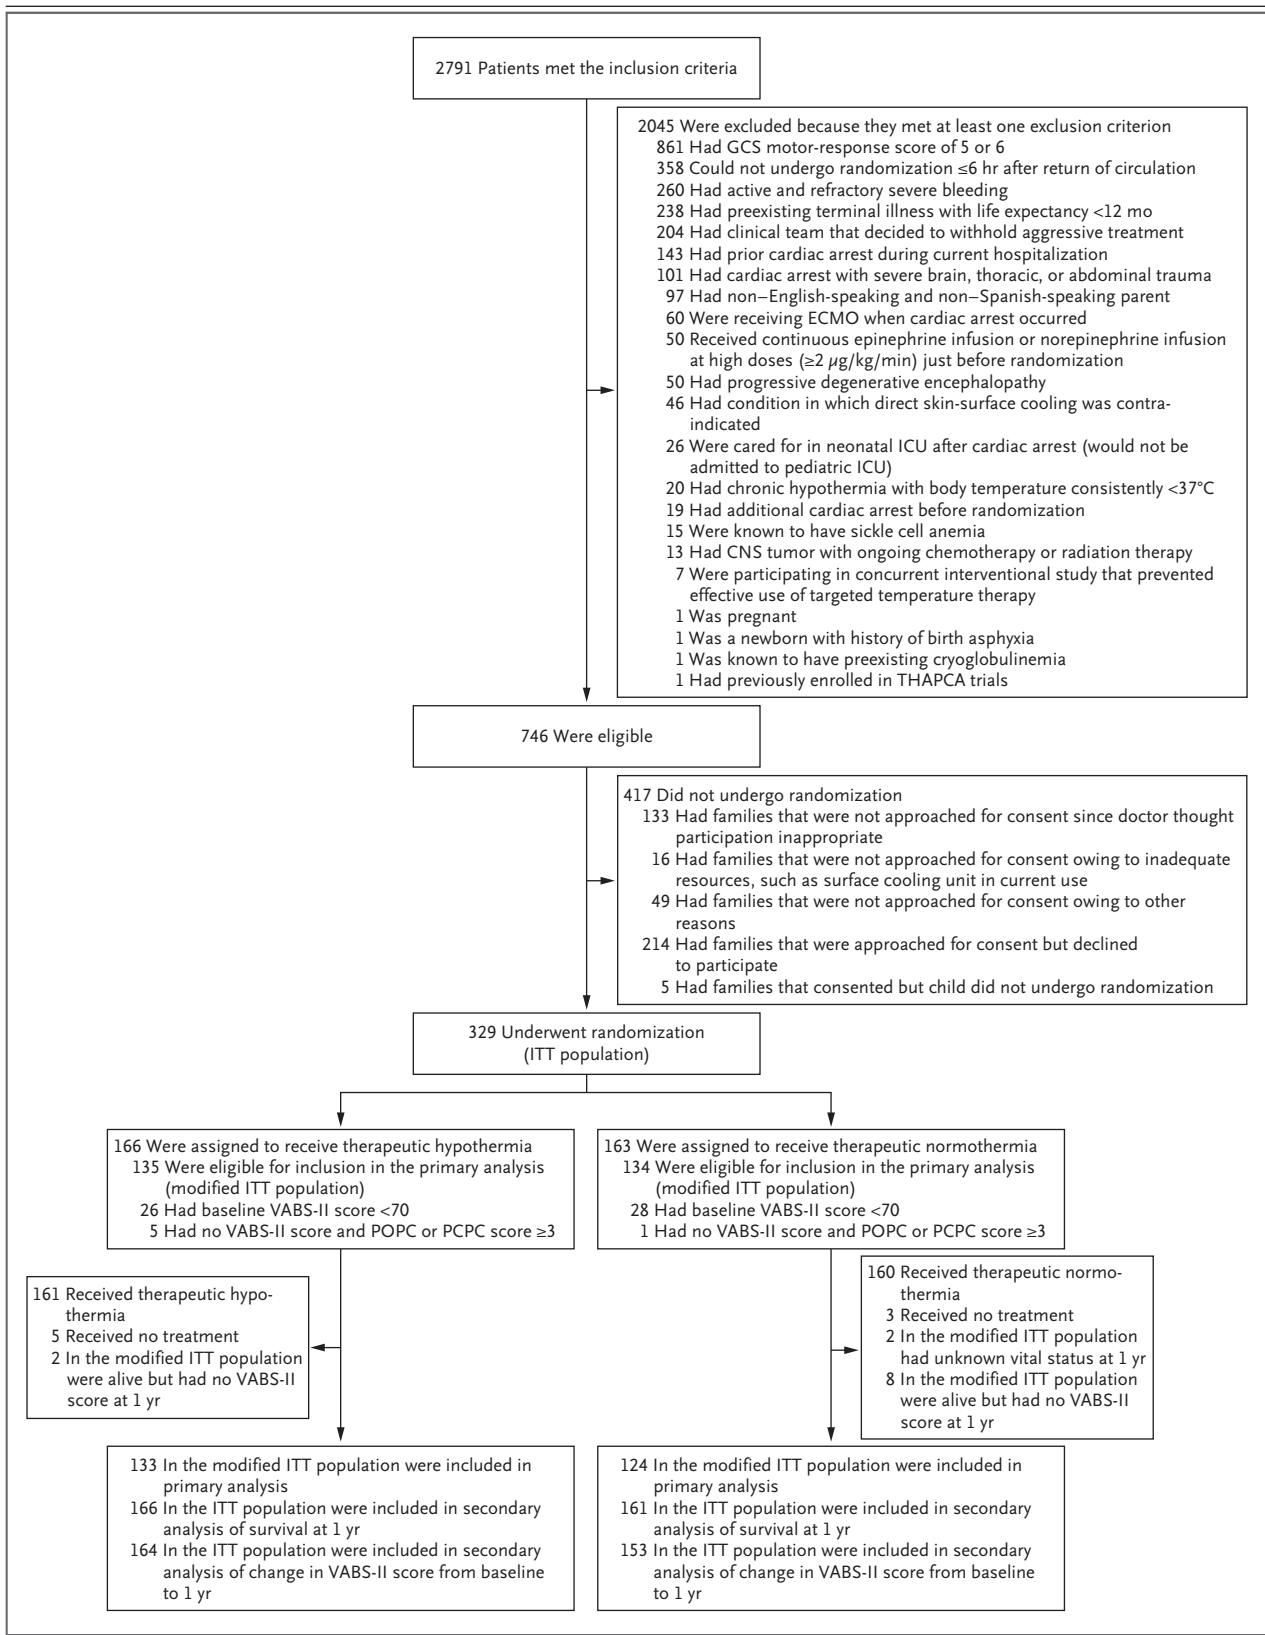 2791 Patients met the inclusion criteria
2045 Were excluded because they met at least one exclusion criterion
861 Had GCS motor-response score of 5 or 6
358 Could not undergo randomization ≤6 hr after return of circulation
260 Had active and refractory severe bleeding
238 Had preexisting terminal illness with life expectancy <12 mo
204 Had clinical team that decided to withhold aggressive treatment
143 Had prior cardiac arrest during current hospitalization
101 Had cardiac arrest with severe brain, thoracic, or abdominal trauma
97 Had non–English-speaking and non–Spanish-speaking parent
60 Were receiving ECMO when cardiac arrest occurred
50 Received continuous epinephrine infusion or norepinephrine infusion
at high doses (≥2 µg/kg/min) just before randomization
50 Had progressive degenerative encephalopathy
46 Had condition in which direct skin-surface cooling was contra-
indicated
26 Were cared for in neonatal ICU after cardiac arrest (would not be
admitted to pediatric ICU)
20 Had chronic hypothermia with body temperature consistently <37°C
19 Had additional cardiac arrest before randomization
15 Were known to have sickle cell anemia
13 Had CNS tumor with ongoing chemotherapy or radiation therapy
7 Were participating in concurrent interventional study that prevented
effective use of targeted temperature therapy
1 Was pregnant
1 Was a newborn with history of birth asphyxia
1 Was known to have preexisting cryoglobulinemia
1 Had previously enrolled in THAPCA trials
746 Were eligible
417 Did not undergo randomization
133 Had families that were not approached for consent since doctor thought
participation inappropriate
16 Had families that were not approached for consent owing to inadequate
resources, such as surface cooling unit in current use
49 Had families that were not approached for consent owing to other
reasons
214 Had families that were approached for consent but declined
to participate
5 Had families that consented but child did not undergo randomization
329 Underwent randomization
(ITT population)
166 Were assigned to receive therapeutic hypothermia
135 Were eligible for inclusion in the primary analysis
(modified ITT population)
26 Had baseline VABS-II score <70
5 Had no VABS-II score and POPC or PCPC score ≥3
163 Were assigned to receive therapeutic normothermia
134 Were eligible for inclusion in the primary analysis
(modified ITT population)
28 Had baseline VABS-II score <70
1 Had no VABS-II score and POPC or PCPC score ≥3
161 Received therapeutic hypo-
thermia
5 Received no treatment
2 In the modified ITT population
were alive but had no VABS-II
score at 1 yr
160 Received therapeutic normo-
thermia
3 Received no treatment
2 In the modified ITT population
had unknown vital status at 1 yr
8 In the modified ITT population
were alive but had no VABS-II
score at 1 yr
133 In the modified ITT population were included in
primary analysis
166 In the ITT population were included in secondary
analysis of survival at 1 yr
164 In the ITT population were included in secondary
analysis of change in VABS-II score from baseline
to 1 yr
124 In the modified ITT population were included in
primary analysis
161 In the ITT population were included in secondary
analysis of survival at 1 yr
153 In the ITT population were included in secondary
analysis of change in VABS-II score from baseline
to 1 yr